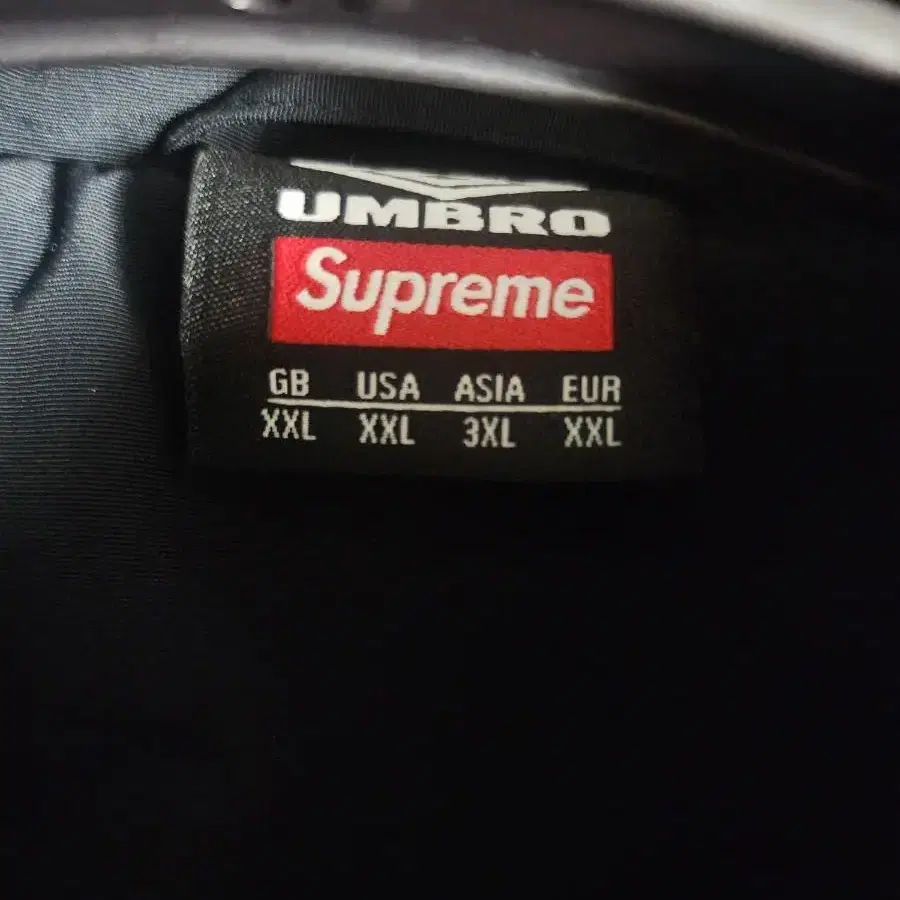 UMBRO
Supreme
GB USA ASIA EUR
XXL XXL 3XL XXL